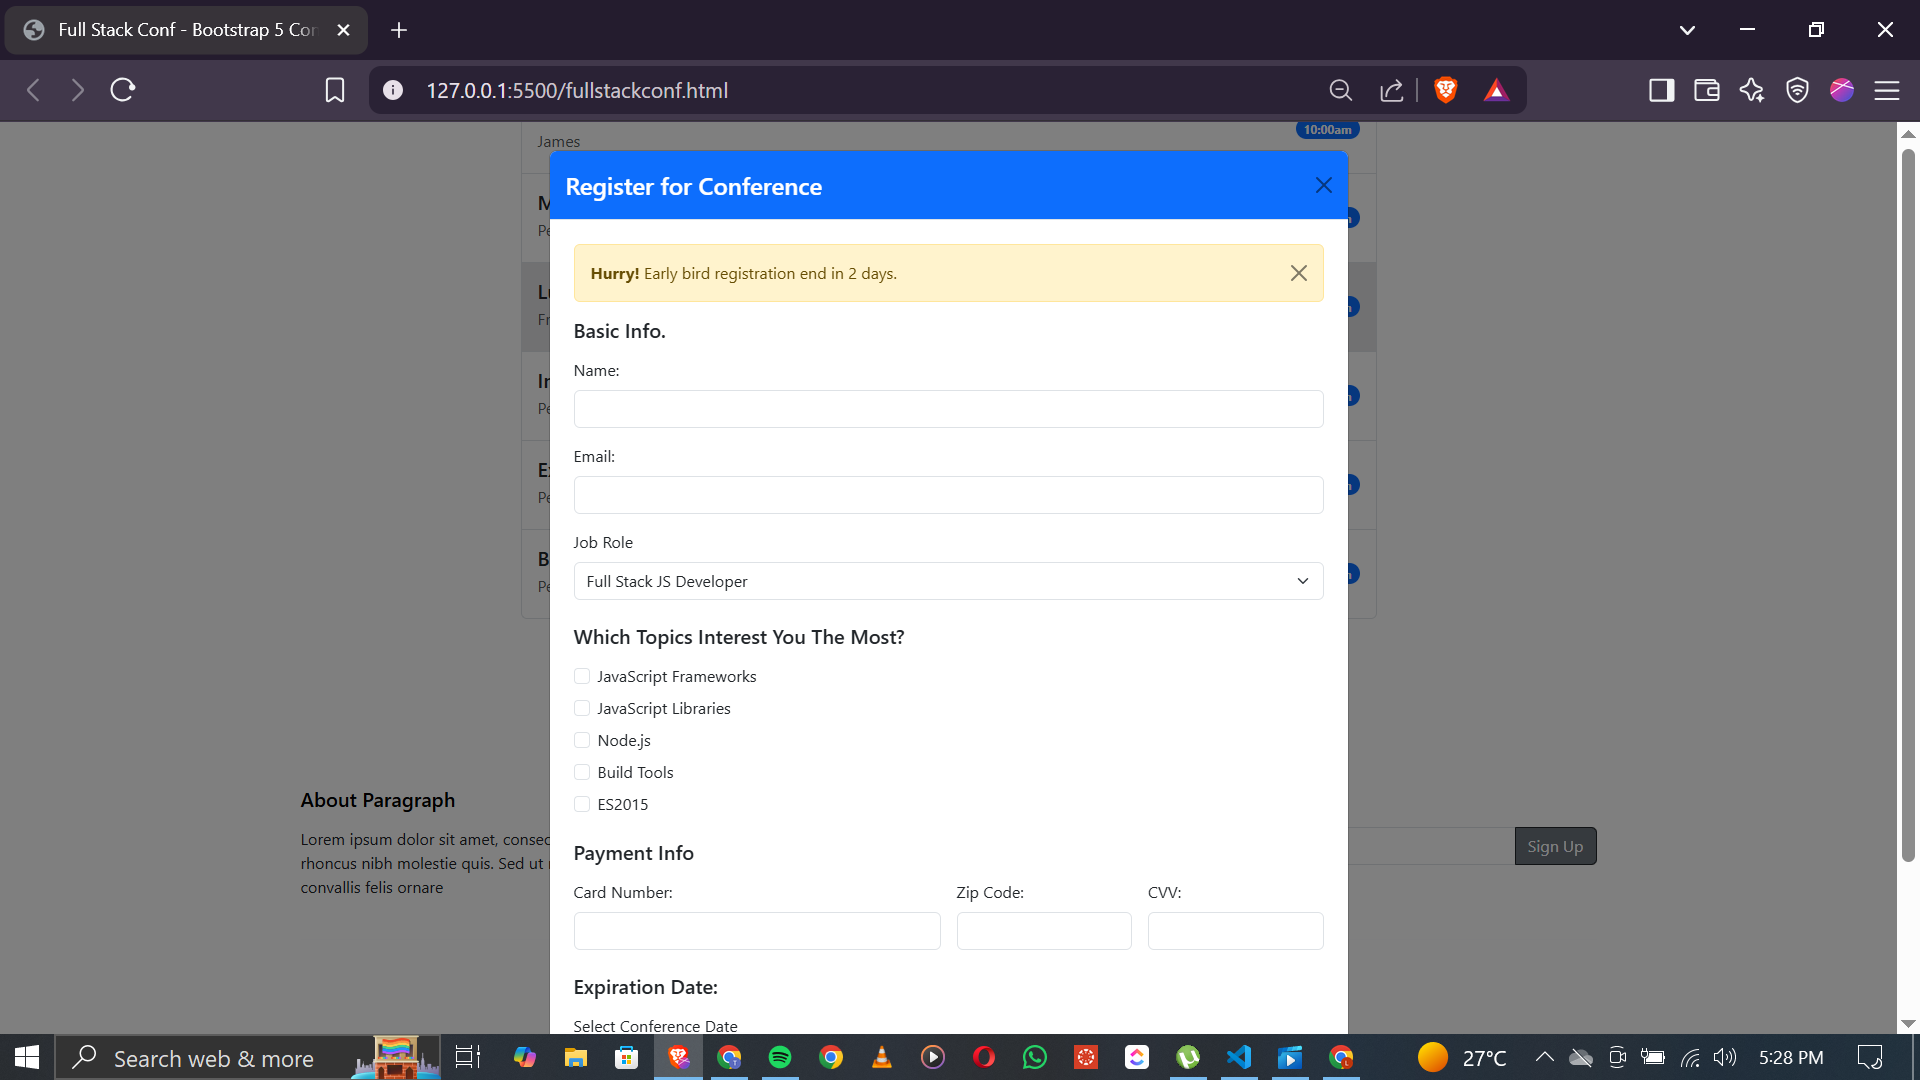 Full Stack Conf - Bootstrap 5 Con
127.0.0.1:5500/fullstackconf.html
James
10:00am
Register for Conference
Hurry! Early bird registration end in 2 days.
Basic Info.
Name:
Email:
Job Role
Full Stack JS Developer
Which Topics Interest You The Most?
JavaScript Frameworks
JavaScript Libraries
Node.js
Build Tools
ES2015
About Paragraph
Lorem ipsum dolor sit amet,
rhoncus nibh molestie quis. Sed ut
convallis felis ornare
Sign Up
Payment Info
Card Number:
Zip Code:
CVV:
Expiration Date:
Select Conference Date
Search web & more
27°C
5:28 PM